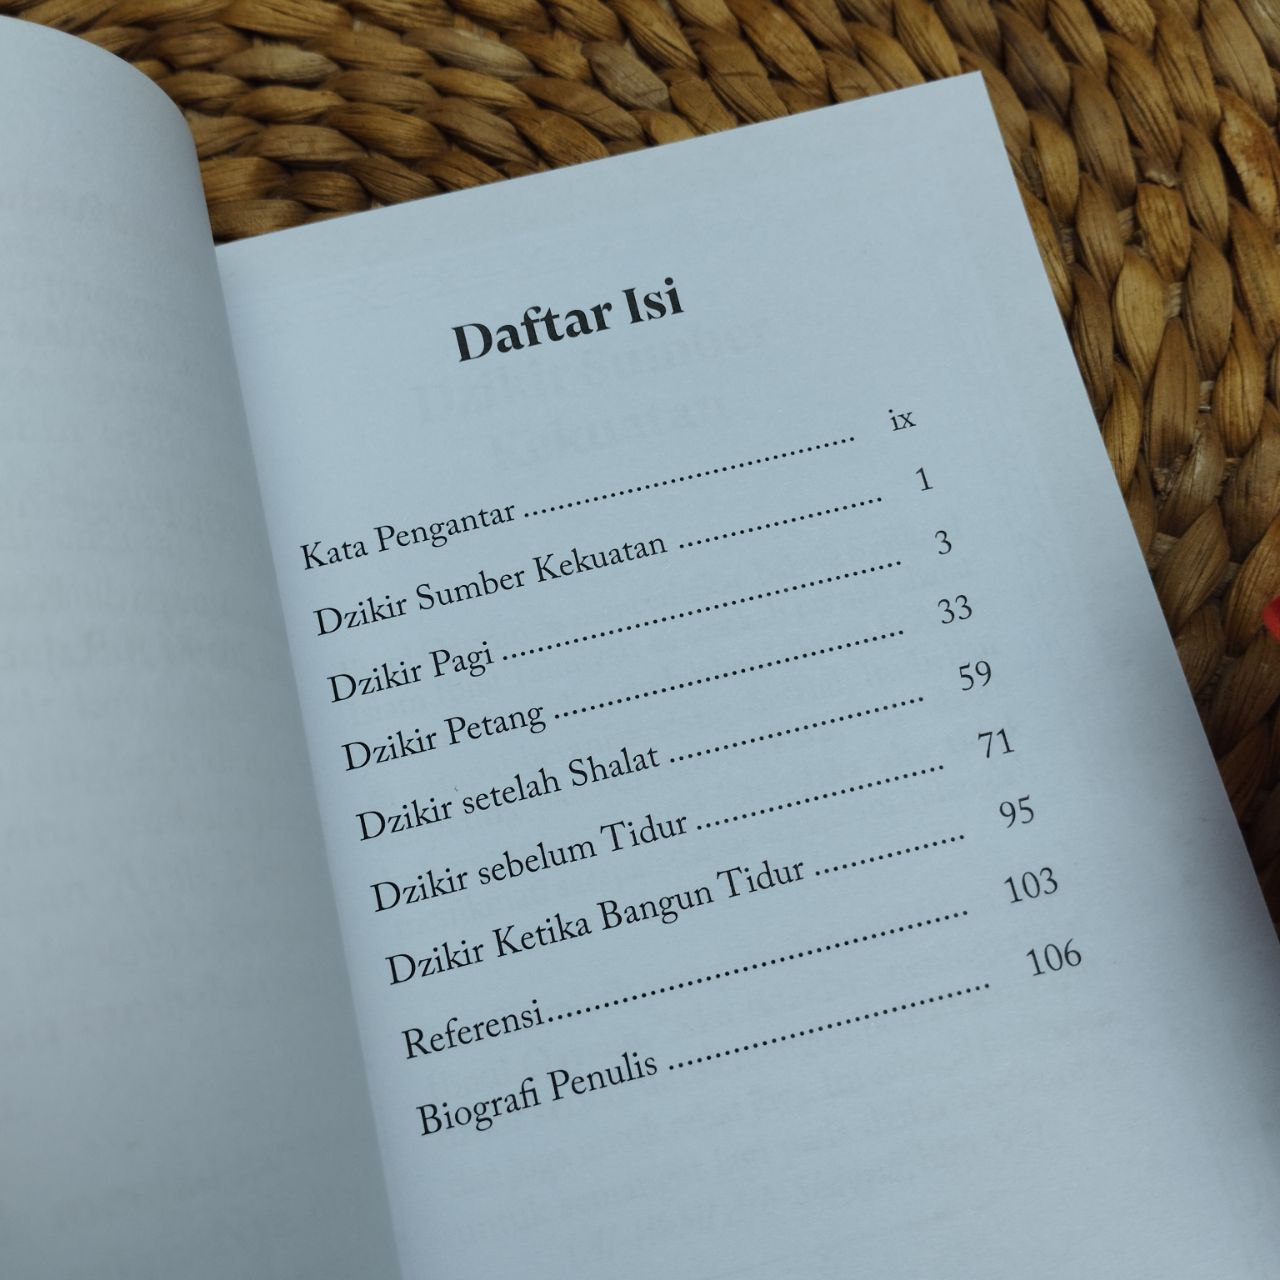 Daftar Isi
Kata Pengantar .......................................... ix
Dzikir Sumber Kekuatan ......................... 1
Dzikir Pagi ................................................ 3
Dzikir Petang .......................................... 33
Dzikir setelah Shalat ............................... 59
Dzikir sebelum Tidur .............................. 71
Dzikir Ketika Bangun Tidur .................. 95
Referensi.................................................... 103
Biografi Penulis ...................................... 106